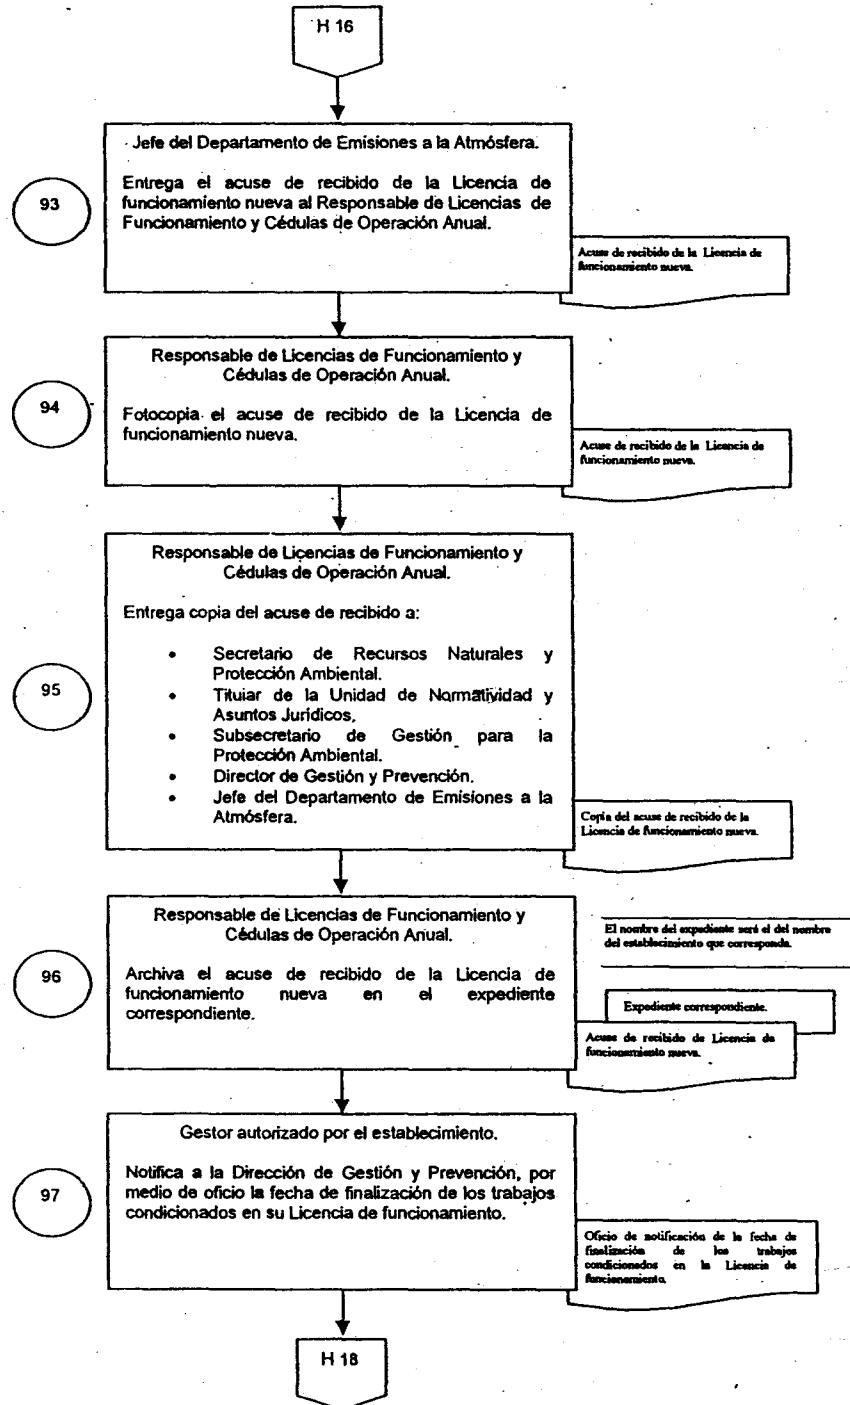 H 16
Jefe del Departamento de Emisiones a la Atmósfera.
93
Entrega el acuse de recibido de la Licencia de
funcionamiento nueva al Responsable de Licencias de
Funcionamiento y Cédulas de Operación Anual.
Acuse de recibido de la Licencia de
funcionamiento nueva.
Responsable de Licencias de Funcionamiento y
Cédulas de Operación Anual.
94
Fotocopia el acuse de recibido de la Licencia de
funcionamiento nueva.
Acuse de recibido de la Licencia de
funcionamiento nueva.
Responsable de Licencias de Funcionamiento y
Cédulas de Operación Anual.
Entrega copia del acuse de recibido a:
95
• Secretario de Recursos Naturales y
Protección Ambiental.
• Titular de la Unidad de Normatividad y
Asuntos Jurídicos,
• Subsecretario de Gestión para la
Protección Ambiental.
• Director de Gestión y Prevención.
• Jefe del Departamento de Emisiones a la
Atmósfera.
Copia del acuse de recibido de la
Licencia de funcionamiento nueva.
Responsable de Licencias de Funcionamiento y
Cédulas de Operación Anual.
96
Archiva el acuse de recibido de la Licencia de
funcionamiento nueva en el expediente
correspondiente.
El nombre del expediente será el del nombre
del establecimiento que corresponda.
Expediente correspondiente.
Acuse de recibido de Licencia de
funcionamiento nueva.
Gestor autorizado por el establecimiento.
97
Notifica a la Dirección de Gestión y Prevención, por
medio de oficio la fecha de finalización de los trabajos
condicionados en su Licencia de funcionamiento.
Oficio de notificación de la fecha de
finalización de los trabajos
condicionados en la Licencia de
funcionamiento.
H 18